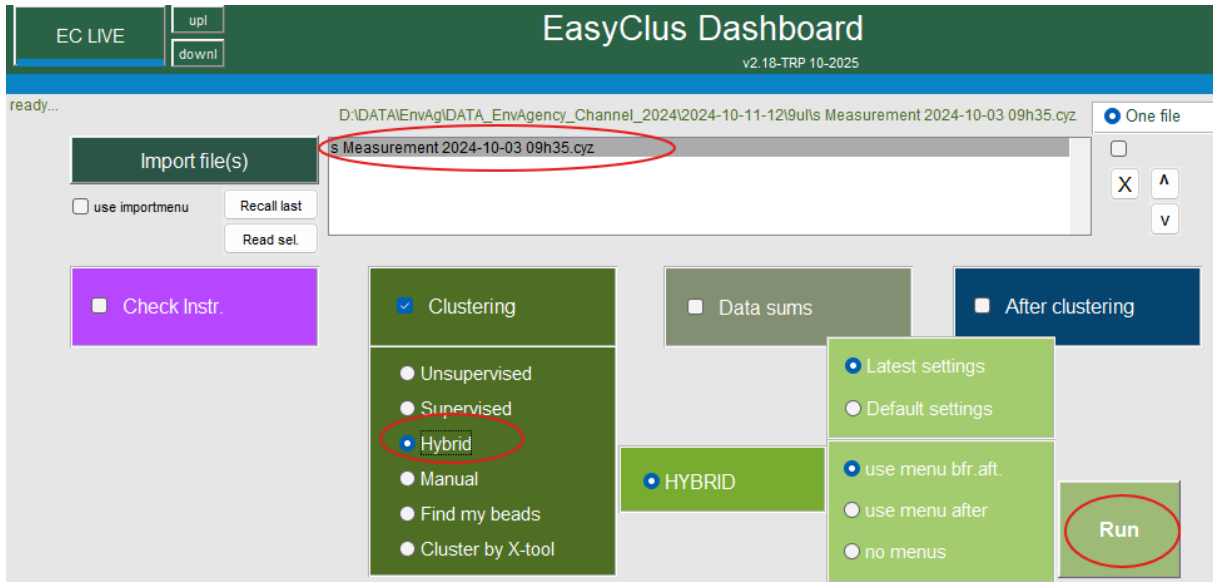 EC LIVE
upl
downl
EasyClus Dashboard
v2.18-TRP 10-2025
ready...
D:\DATA\EnvAg\DATA_EnvAgency_Channel_2024\2024-10-11-12\9ul\s Measurement 2024-10-03 09h35.cyz
One file
Import file(s)
s Measurement 2024-10-03 09h35.cyz
X
ʌ
v
use importmenu
Recall last
Read sel.
Check Instr.
Clustering
Data sums
After clustering
Unsupervised
Supervised
Hybrid
Manual
Find my beads
Cluster by X-tool
HYBRID
Latest settings
Default settings
use menu bfr.aft.
use menu after
no menus
Run